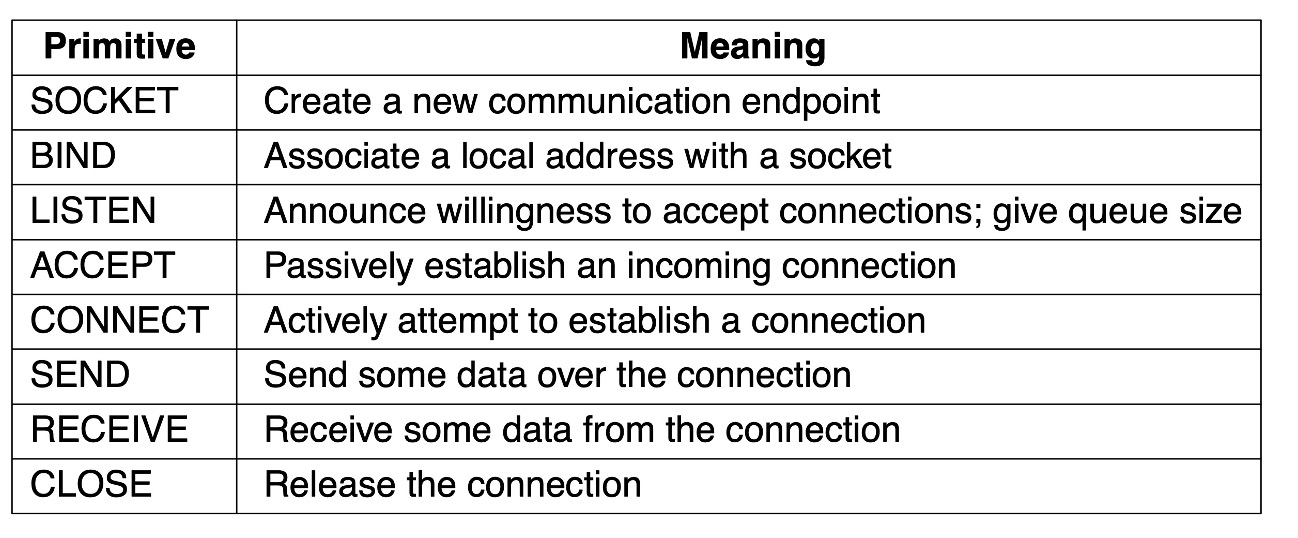 Primitive Meaning
SOCKET Create a new communication endpoint
BIND Associate a local address with a socket
LISTEN Announce willingness to accept connections; give queue size
ACCEPT Passively establish an incoming connection
CONNECT Actively attempt to establish a connection
SEND Send some data over the connection
RECEIVE Receive some data from the connection
CLOSE Release the connection